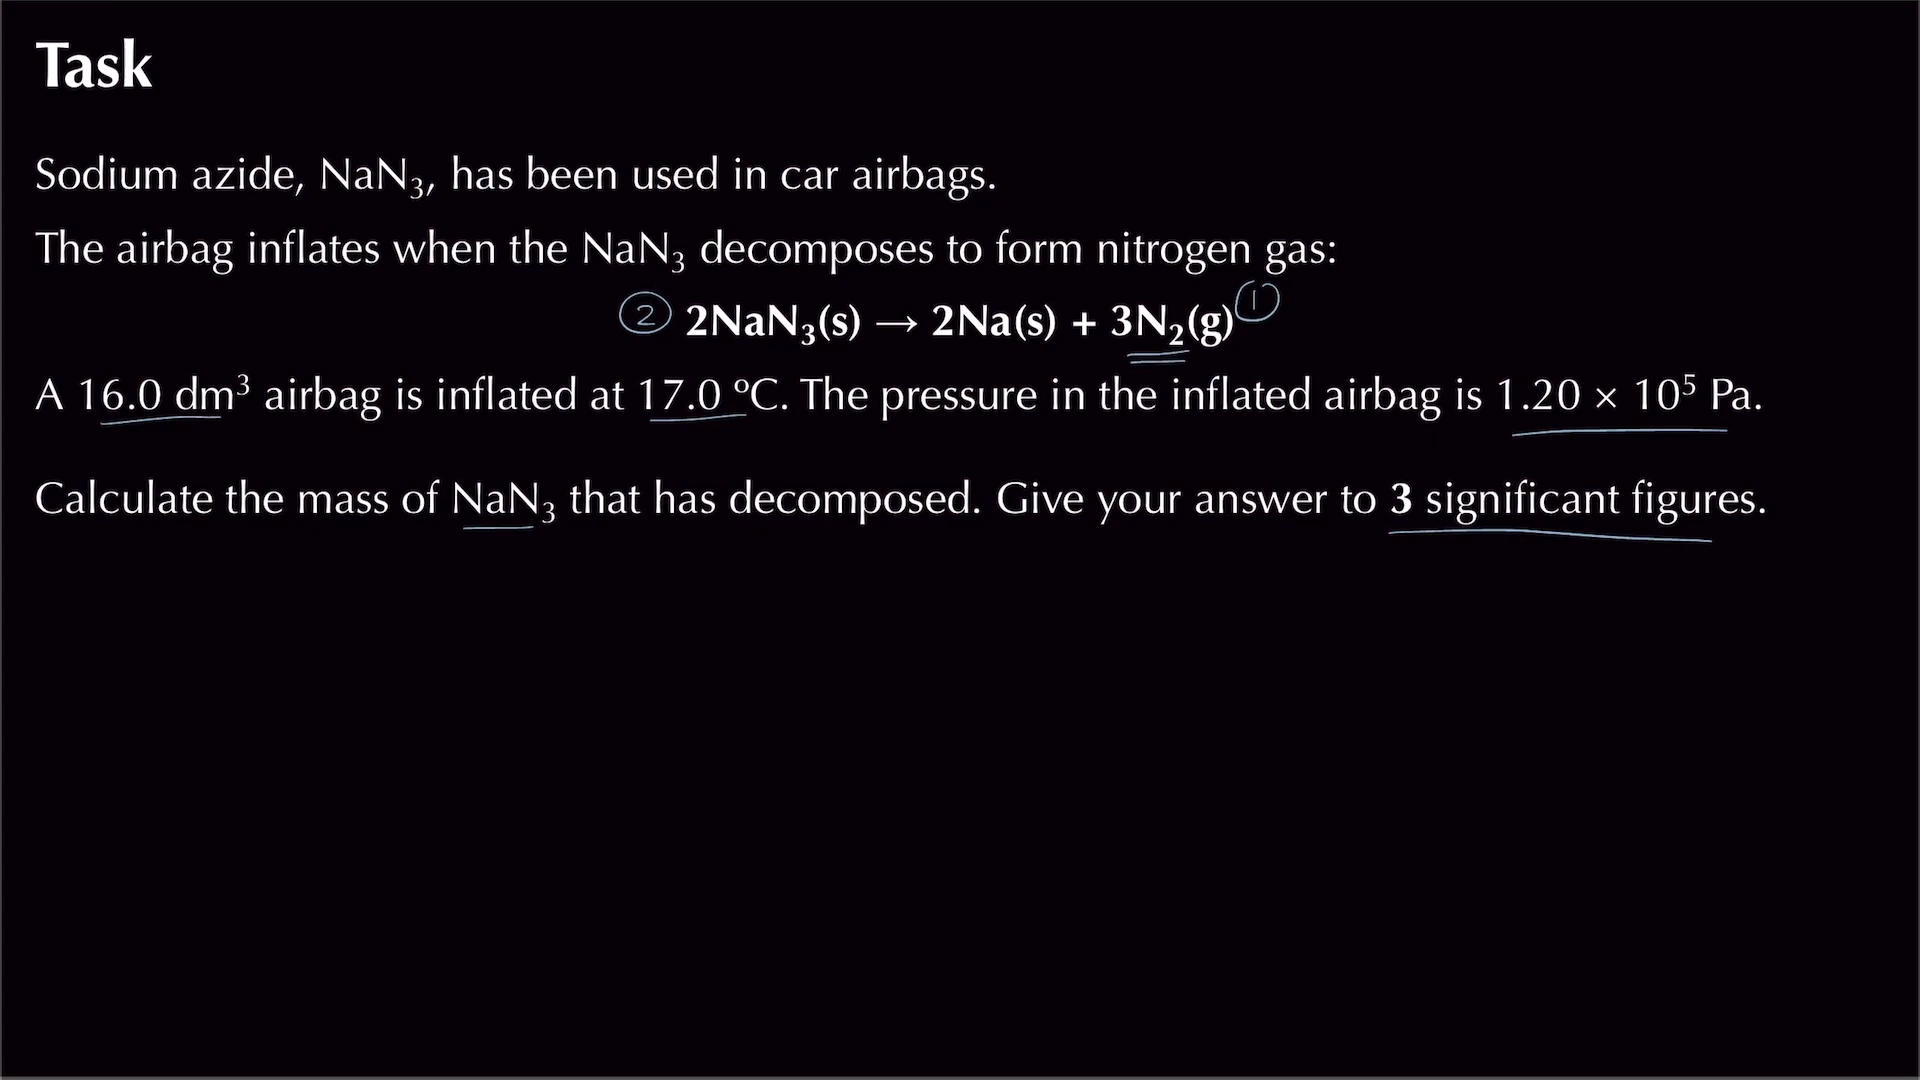 Task
Sodium azide, NaN₃, has been used in car airbags.
The airbag inflates when the NaN₃ decomposes to form nitrogen gas:
② 2NaN₃(s) → 2Na(s) + 3N₂(g) ①
A 16.0 dm³ airbag is inflated at 17.0 ºC. The pressure in the inflated airbag is 1.20 × 10⁵ Pa.
Calculate the mass of NaN₃ that has decomposed. Give your answer to 3 significant figures.